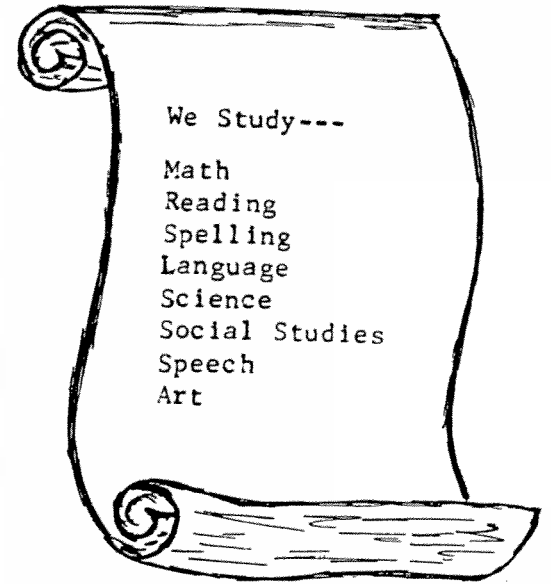 We Study---
Math
Reading
Spelling
Language
Science
Social Studies
Speech
Art